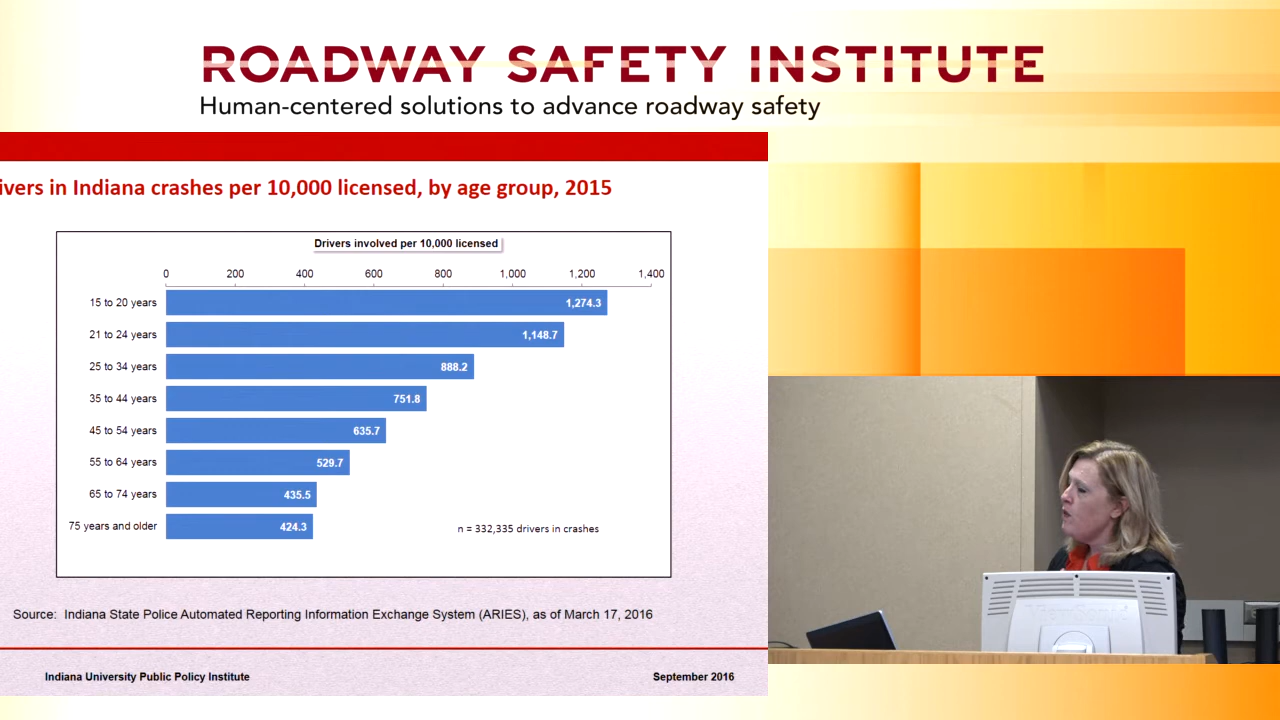 ROADWAY SAFETY INSTITUTE
Human-centered solutions to advance roadway safety
ivers in Indiana crashes per 10,000 licensed, by age group, 2015
Drivers involved per 10,000 licensed
0 200 400 600 800 1,000 1,200 1,400
15 to 20 years 1,274.3
21 to 24 years 1,148.7
25 to 34 years 888.2
35 to 44 years 751.8
45 to 54 years 635.7
55 to 64 years 529.7
65 to 74 years 435.5
75 years and older 424.3
n = 332,335 drivers in crashes
Source: Indiana State Police Automated Reporting Information Exchange System (ARIES), as of March 17, 2016
Indiana University Public Policy Institute September 2016